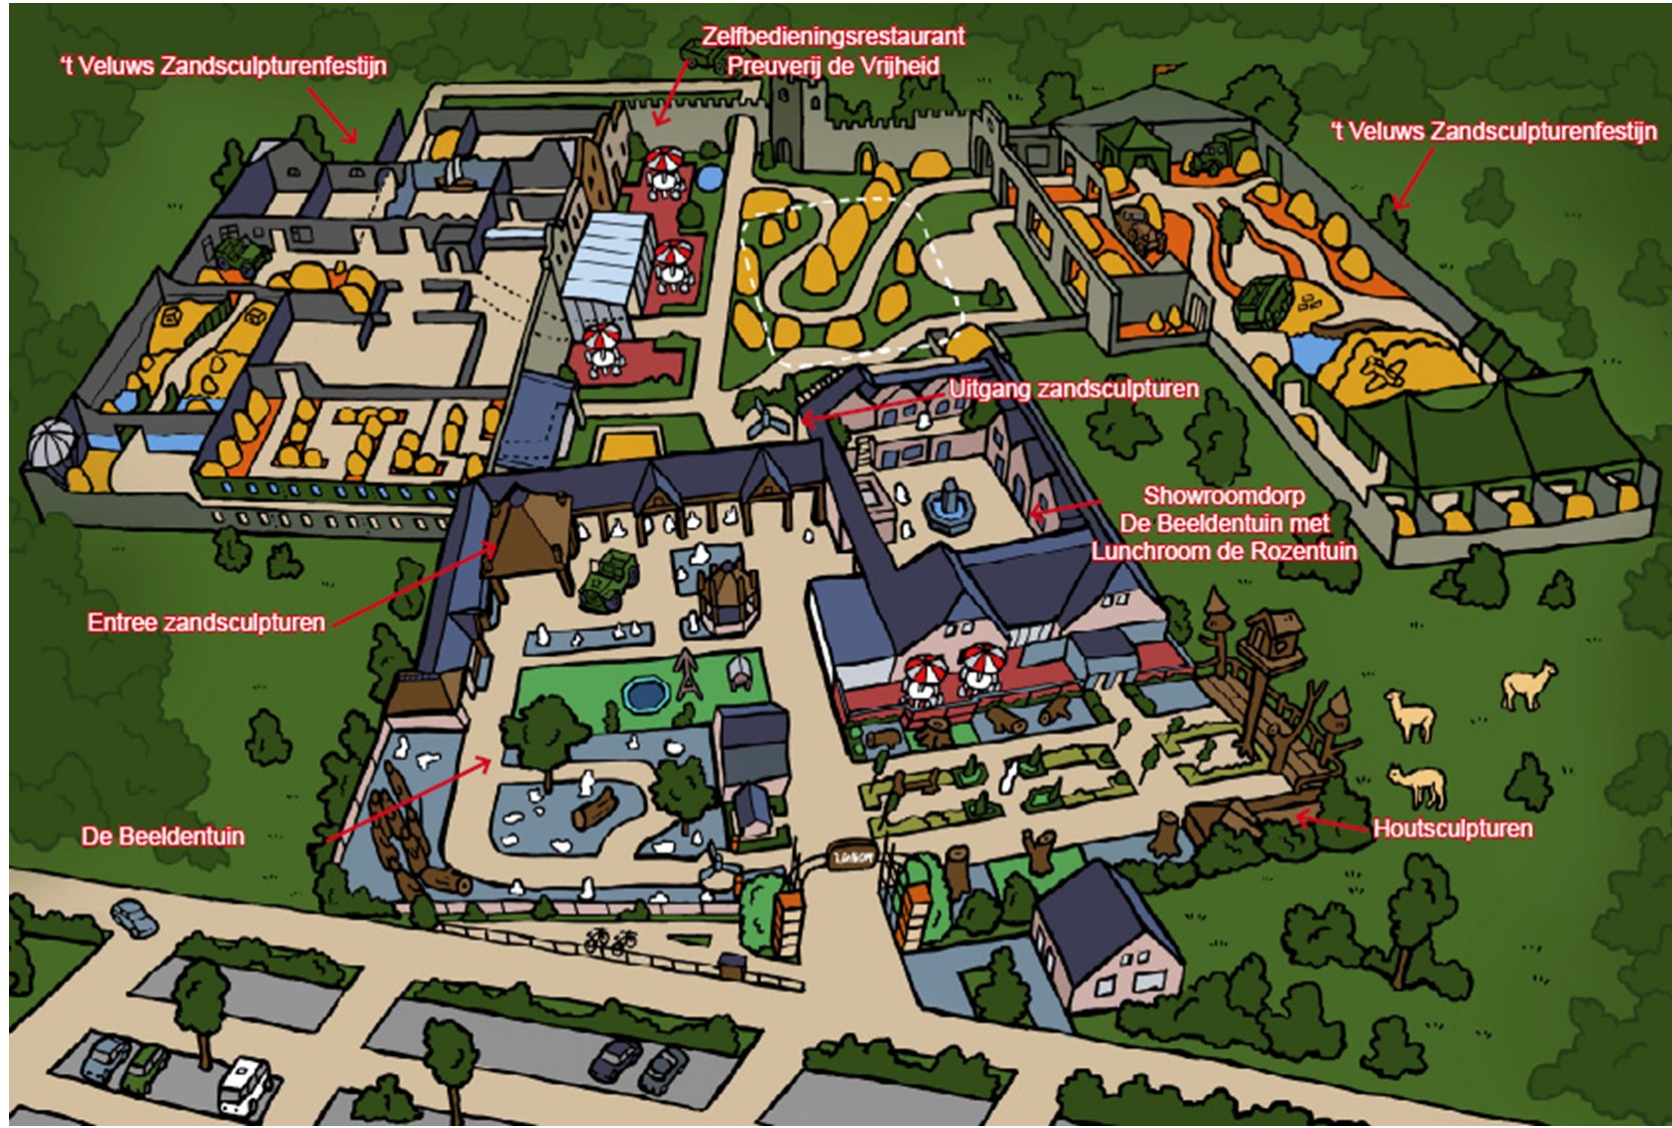 Zelfbedieningsrestaurant
Preuverij de Vrijheid
‘t Veluws Zandsculpturenfestijn
‘t Veluws Zandsculpturenfestijn
Uitgang zandsculpturen
Showroomdorp
De Beeldentuin met
Lunchroom de Rozentuin
Entree zandsculpturen
De Beeldentuin
Houtsculpturen